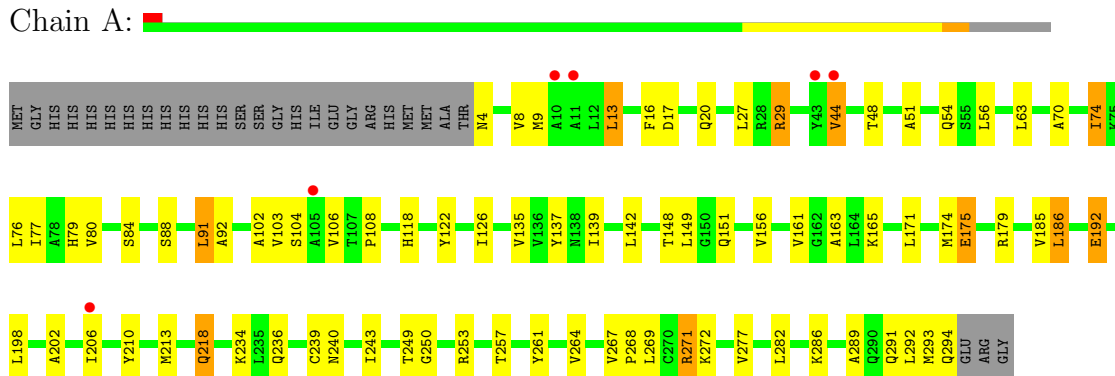 Chain A:
MET GLY HIS HIS HIS HIS HIS HIS HIS HIS HIS HIS SER SER GLY HIS ILE GLU GLY ARG HIS MET MET ALA THR N4 V8 M9 A10 A11 L12 L13 F16 D17 Q20 L27 R28 R29 Y43 V44 T48 A51 Q54 S55 L56 L63 A70 I74 K75
L76 I77 A78 H79 V80 S84 S88 L91 A92 A102 V103 S104 A105 V106 T107 P108 H118 Y122 I126 V135 V136 Y137 N138 I139 L142 T148 L149 G150 Q151 V156 V161 G162 A163 L164 K165 L171 M174 E175 R179 V185 L186 E192
L198 A202 I206 Y210 M213 Q218 K234 L235 Q236 C239 N240 I243 T249 G250 R253 T257 Y261 V264 V267 P268 L269 C270 R271 K272 V277 L282 K286 A289 Q290 Q291 L292 M293 Q294 GLU ARG GLY